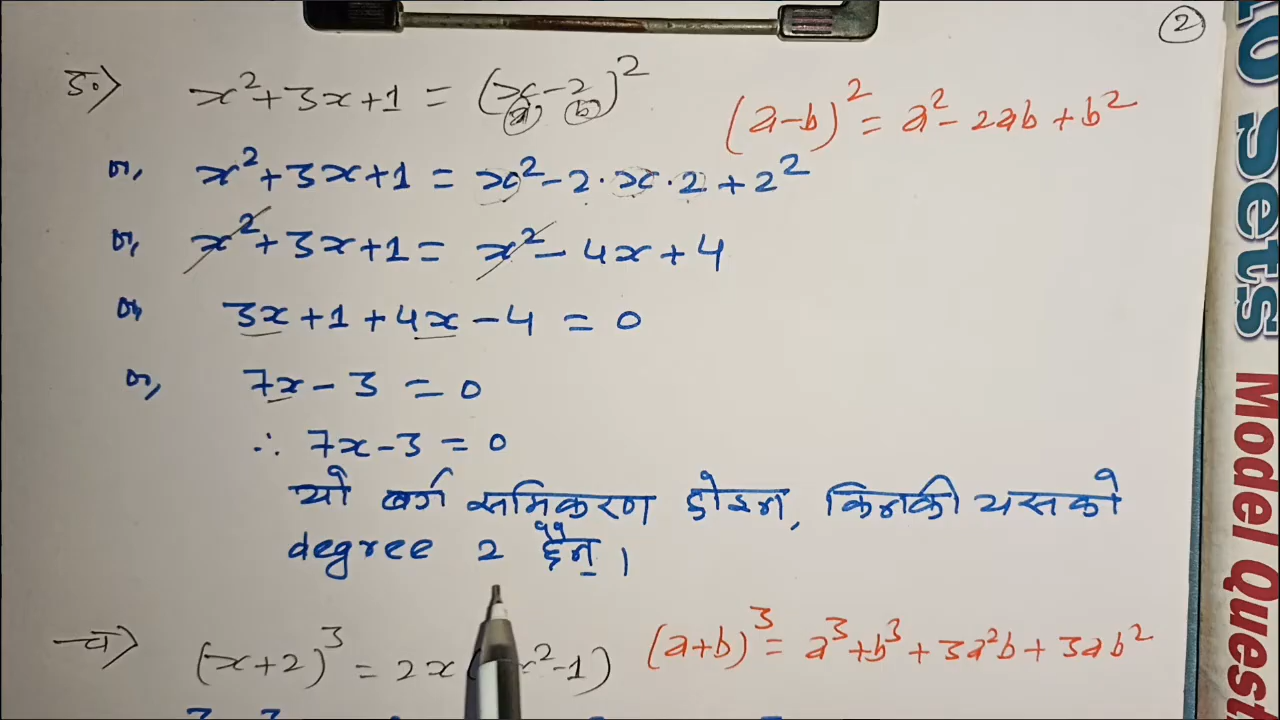 ②
ङ.> x²+3x+1 = (x-2)²
a b
(a-b)² = a²-2ab+b²
or, x²+3x+1 = x²-2·x·2+2²
or, x²+3x+1 = x²-4x+4
or 3x+1+4x-4 = 0
or, 7x-3 = 0
∴ 7x-3 = 0
यो बर्ग समिकरण होइन, किनकी यसको
degree 2 छैन् ।
च> (x+2)³ = 2x( x²-1)
(a+b)³ = a³+b³+3a²b+3ab²
10 Sets
Model Quest